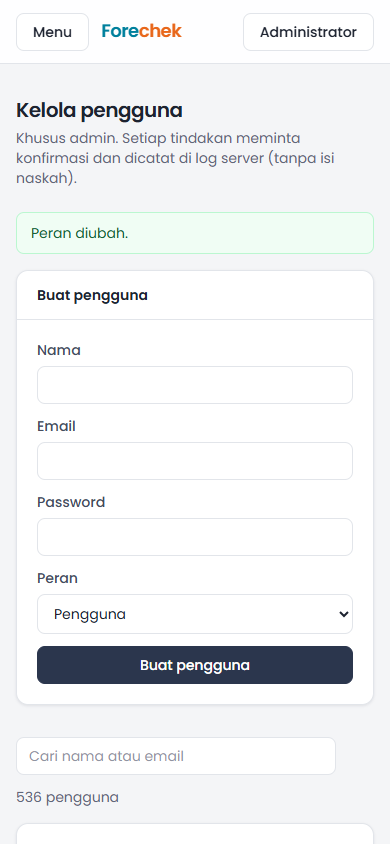 Menu
Forechek
Administrator
Kelola pengguna
Khusus admin. Setiap tindakan meminta
konfirmasi dan dicatat di log server (tanpa isi
naskah).
Peran diubah.
Buat pengguna
Nama
Email
Password
Peran
Pengguna
Buat pengguna
Cari nama atau email
536 pengguna